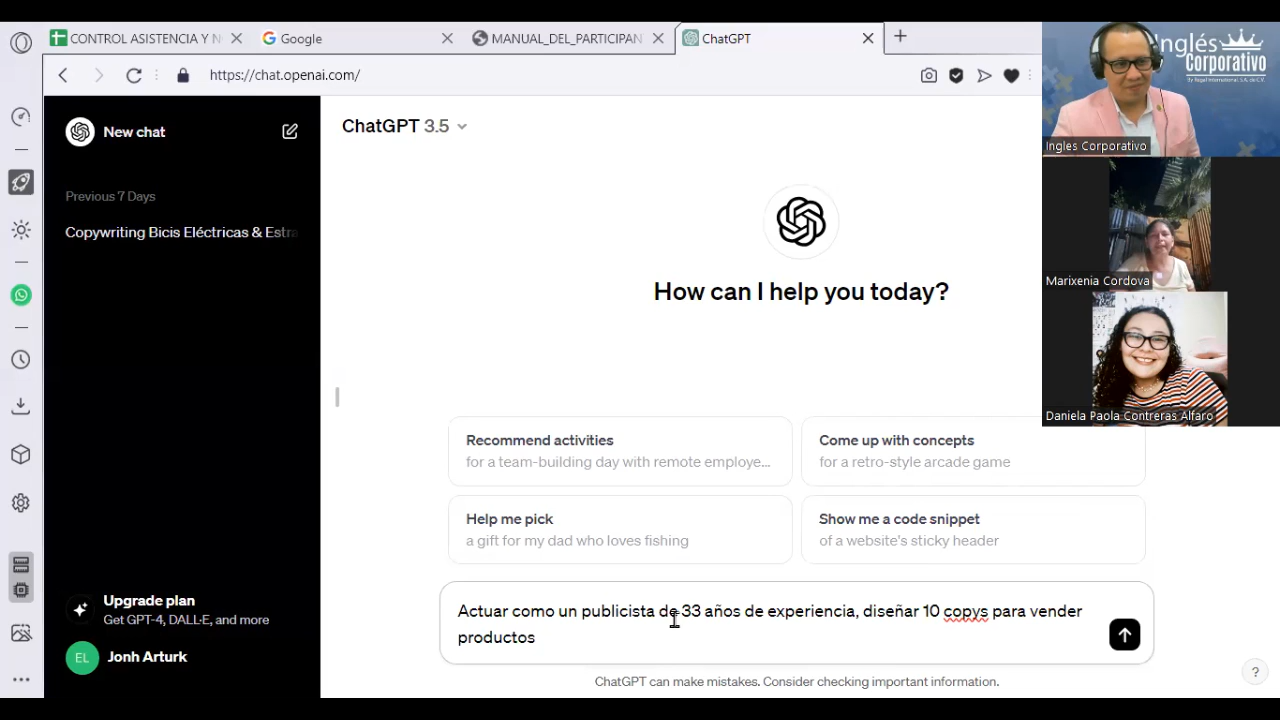 CONTROL ASISTENCIA Y N
Google
MANUAL_DEL_PARTICIPAN
ChatGPT
https://chat.openai.com/
New chat
Previous 7 Days
Copywriting Bicis Eléctricas & Estra
Upgrade plan
Get GPT-4, DALL·E, and more
EL
Jonh Arturk
ChatGPT 3.5
How can I help you today?
Recommend activities
for a team-building day with remote employe...
Come up with concepts
for a retro-style arcade game
Help me pick
a gift for my dad who loves fishing
Show me a code snippet
of a website's sticky header
Actuar como un publicista de 33 años de experiencia, diseñar 10 copys para vender
productos
ChatGPT can make mistakes. Consider checking important information.
?
Inglés
Corporativo
By Regal International, S.A. de C.V.
Ingles Corporativo
Marixenia Cordova
Daniela Paola Contreras Alfaro